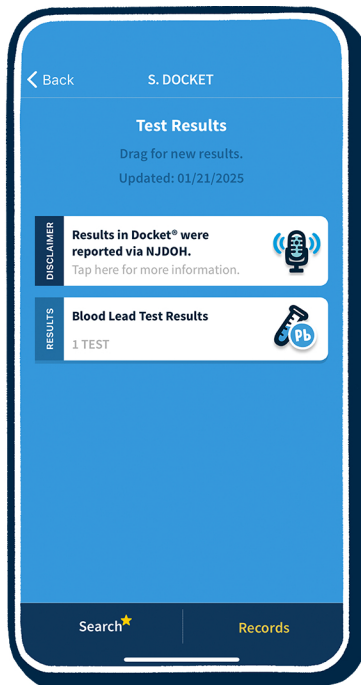 Back
S. DOCKET
Test Results
Drag for new results.
Updated: 01/21/2025
DISCLAIMER
Results in Docket® were
reported via NJDOH.
Tap here for more information.
RESULTS
Blood Lead Test Results
1 TEST
Pb
Search
Records